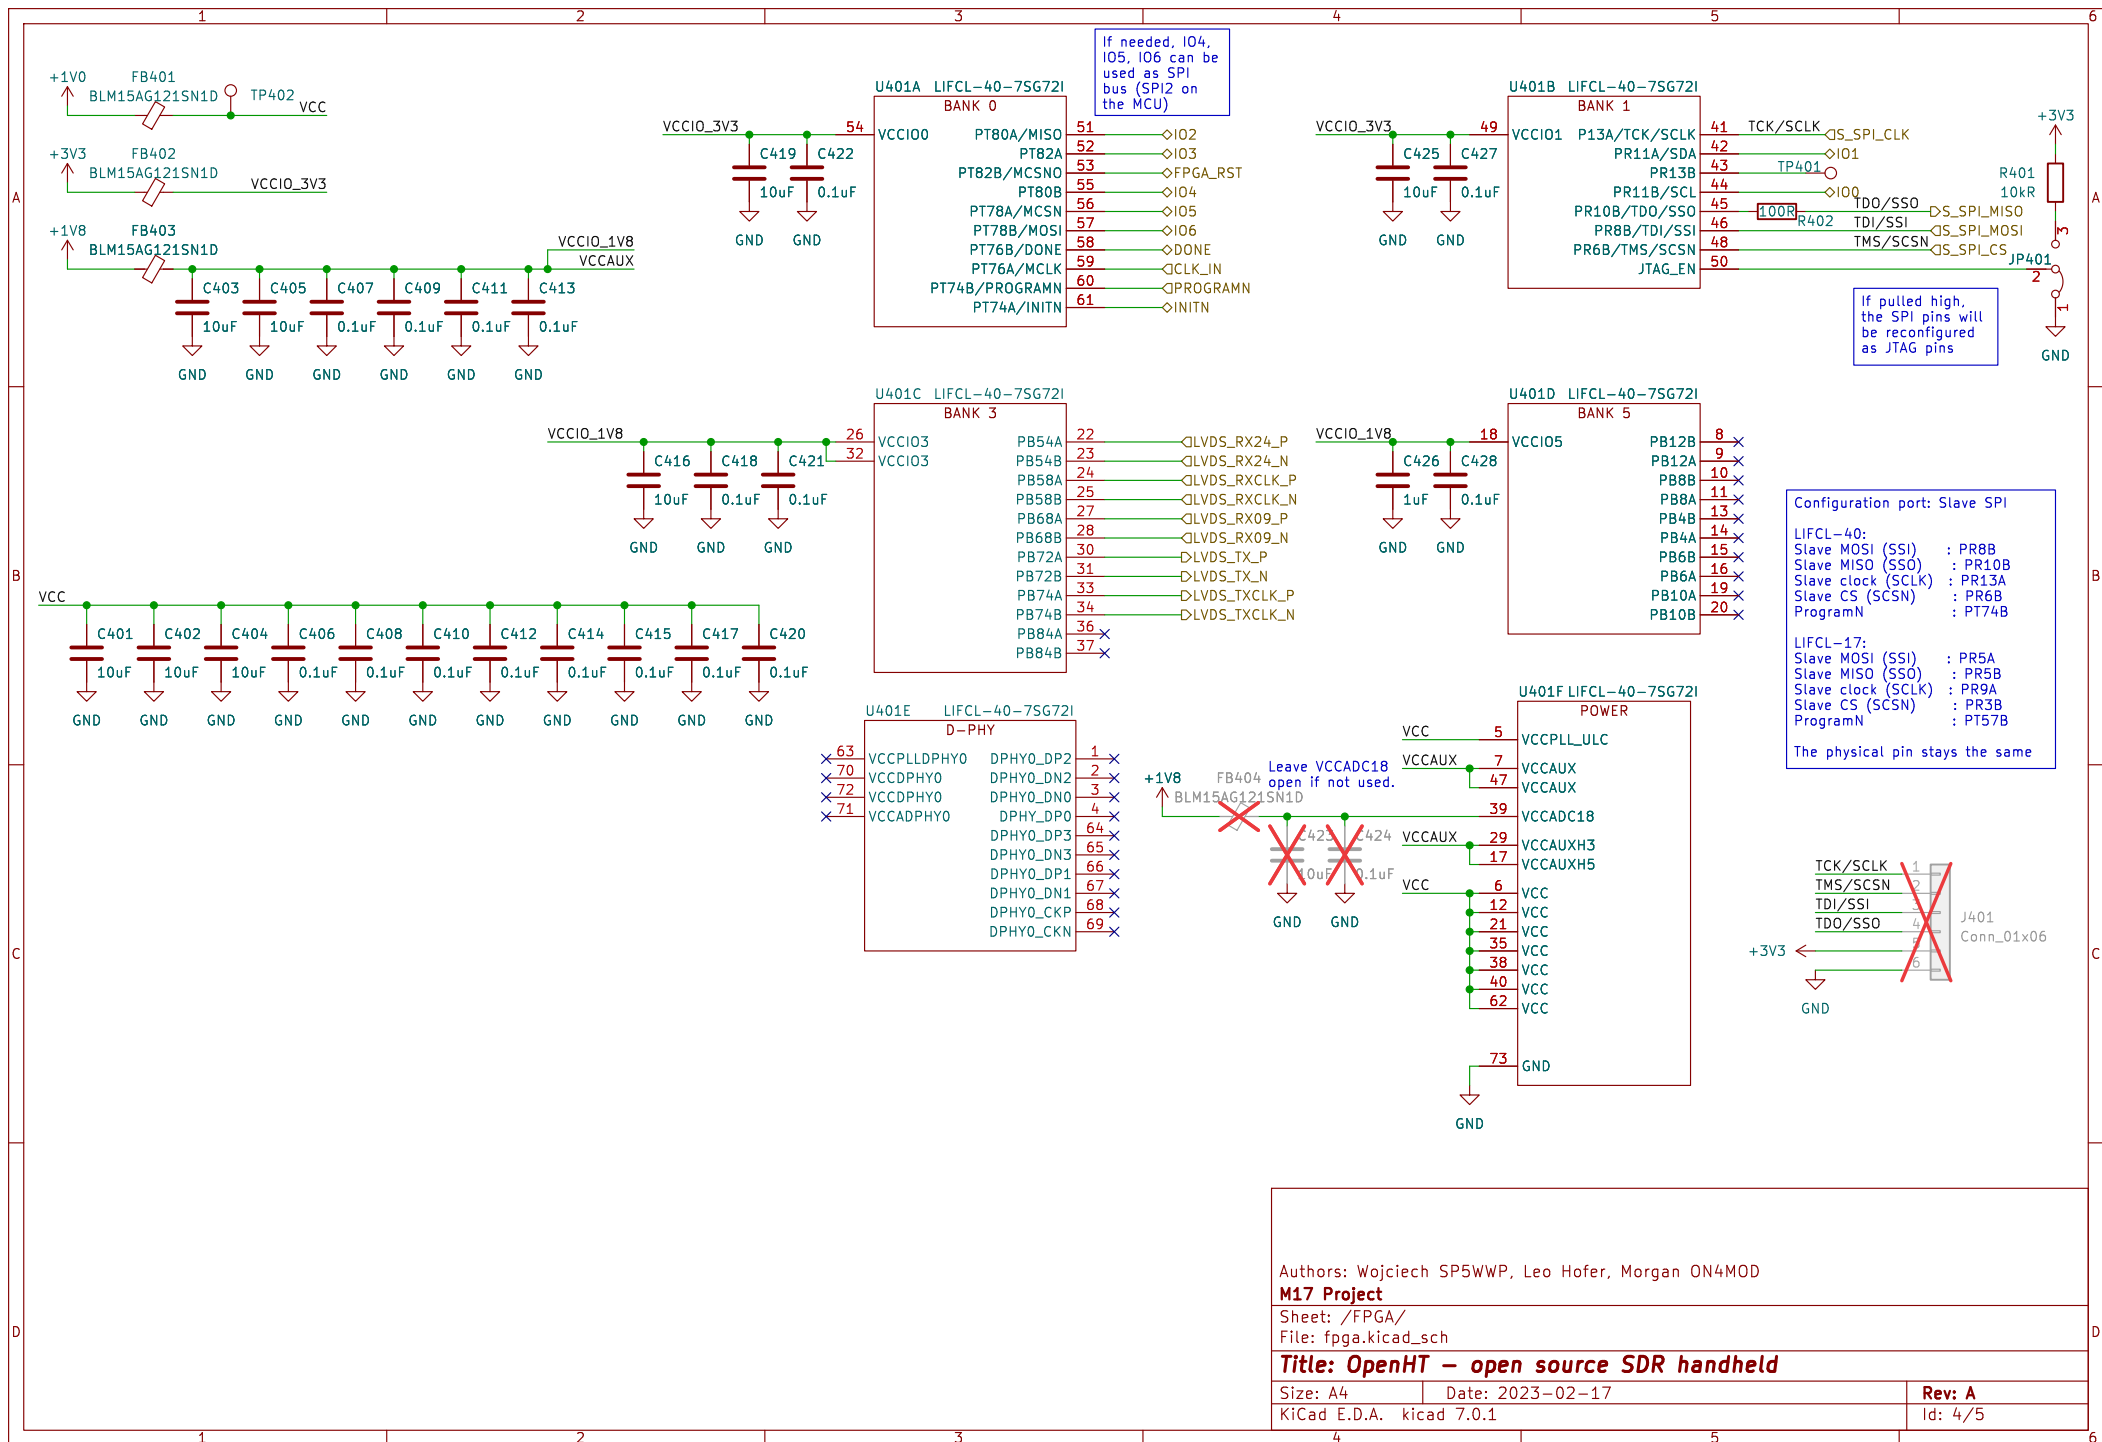 1 2 3 4 5 6
A
B
C
D
+1V0
FB401
BLM15AG121SN1D
TP402
VCC
+3V3
FB402
BLM15AG121SN1D
VCCIO_3V3
+1V8
FB403
BLM15AG121SN1D
VCCIO_1V8
VCCAUX
C403 C405 C407 C409 C411 C413
10uF 10uF 0.1uF 0.1uF 0.1uF 0.1uF
GND GND GND GND GND GND
If needed, IO4,
IO5, IO6 can be
used as SPI
bus (SPI2 on
the MCU)
U401A LIFCL-40-7SG72I
BANK 0
VCCIO_3V3 54 VCCIO0
C419 C422
10uF 0.1uF
GND GND
PT80A/MISO 51 IO2
PT82A 52 IO3
PT82B/MCSNO 53 FPGA_RST
PT80B 55 IO4
PT78A/MCSN 56 IO5
PT78B/MOSI 57 IO6
PT76B/DONE 58 DONE
PT76A/MCLK 59 CLK_IN
PT74B/PROGRAMN 60 PROGRAMN
PT74A/INITN 61 INITN
U401B LIFCL-40-7SG72I
BANK 1
VCCIO_3V3 49 VCCIO1
C425 C427
10uF 0.1uF
GND GND
P13A/TCK/SCLK 41 TCK/SCLK S_SPI_CLK
PR11A/SDA 42 IO1
PR13B 43 TP401
PR11B/SCL 44 IO0
PR10B/TDO/SSO 45 100R R402 TDO/SSO S_SPI_MISO
PR8B/TDI/SSI 46 TDI/SSI S_SPI_MOSI
PR6B/TMS/SCSN 48 TMS/SCSN S_SPI_CS
JTAG_EN 50
+3V3
R401
10kR
JP401
3
2
1
GND
If pulled high,
the SPI pins will
be reconfigured
as JTAG pins
U401C LIFCL-40-7SG72I
BANK 3
VCCIO_1V8 26 VCCIO3
32 VCCIO3
C416 C418 C421
10uF 0.1uF 0.1uF
GND GND GND
PB54A 22 LVDS_RX24_P
PB54B 23 LVDS_RX24_N
PB58A 24 LVDS_RXCLK_P
PB58B 25 LVDS_RXCLK_N
PB68A 27 LVDS_RX09_P
PB68B 28 LVDS_RX09_N
PB72A 30 LVDS_TX_P
PB72B 31 LVDS_TX_N
PB74A 33 LVDS_TXCLK_P
PB74B 34 LVDS_TXCLK_N
PB84A 36
PB84B 37
U401D LIFCL-40-7SG72I
BANK 5
VCCIO_1V8 18 VCCIO5
C426 C428
1uF 0.1uF
GND GND
PB12B 8
PB12A 9
PB8B 10
PB8A 11
PB4B 13
PB4A 14
PB6B 15
PB6A 16
PB10A 19
PB10B 20
Configuration port: Slave SPI
LIFCL-40:
Slave MOSI (SSI) : PR8B
Slave MISO (SSO) : PR10B
Slave clock (SCLK) : PR13A
Slave CS (SCSN) : PR6B
ProgramN : PT74B
LIFCL-17:
Slave MOSI (SSI) : PR5A
Slave MISO (SSO) : PR5B
Slave clock (SCLK) : PR9A
Slave CS (SCSN) : PR3B
ProgramN : PT57B
The physical pin stays the same
VCC
C401 C402 C404 C406 C408 C410 C412 C414 C415 C417 C420
10uF 10uF 10uF 0.1uF 0.1uF 0.1uF 0.1uF 0.1uF 0.1uF 0.1uF 0.1uF
GND GND GND GND GND GND GND GND GND GND GND
U401E LIFCL-40-7SG72I
D-PHY
63 VCCPLLDPHY0
70 VCCDPHY0
72 VCCDPHY0
71 VCCADPHY0
DPHY0_DP2 1
DPHY0_DN2 2
DPHY0_DN0 3
DPHY_DP0 4
DPHY0_DP3 64
DPHY0_DN3 65
DPHY0_DP1 66
DPHY0_DN1 67
DPHY0_CKP 68
DPHY0_CKN 69
+1V8
FB404
BLM15AG121SN1D
Leave VCCADC18
open if not used.
C423 C424
10uF 0.1uF
GND GND
U401F LIFCL-40-7SG72I
POWER
VCC 5 VCCPLL_ULC
VCCAUX 7 VCCAUX
47 VCCAUX
39 VCCADC18
VCCAUX 29 VCCAUXH3
17 VCCAUXH5
VCC 6 VCC
12 VCC
21 VCC
35 VCC
38 VCC
40 VCC
62 VCC
73 GND
GND
TCK/SCLK 1
TMS/SCSN 2
TDI/SSI 3
TDO/SSO 4
+3V3 5
6
GND
J401
Conn_01x06
Authors: Wojciech SP5WWP, Leo Hofer, Morgan ON4MOD
M17 Project
Sheet: /FPGA/
File: fpga.kicad_sch
Title: OpenHT – open source SDR handheld
Size: A4 Date: 2023-02-17 Rev: A
KiCad E.D.A. kicad 7.0.1 Id: 4/5
A
B
C
D
1 2 3 4 5 6